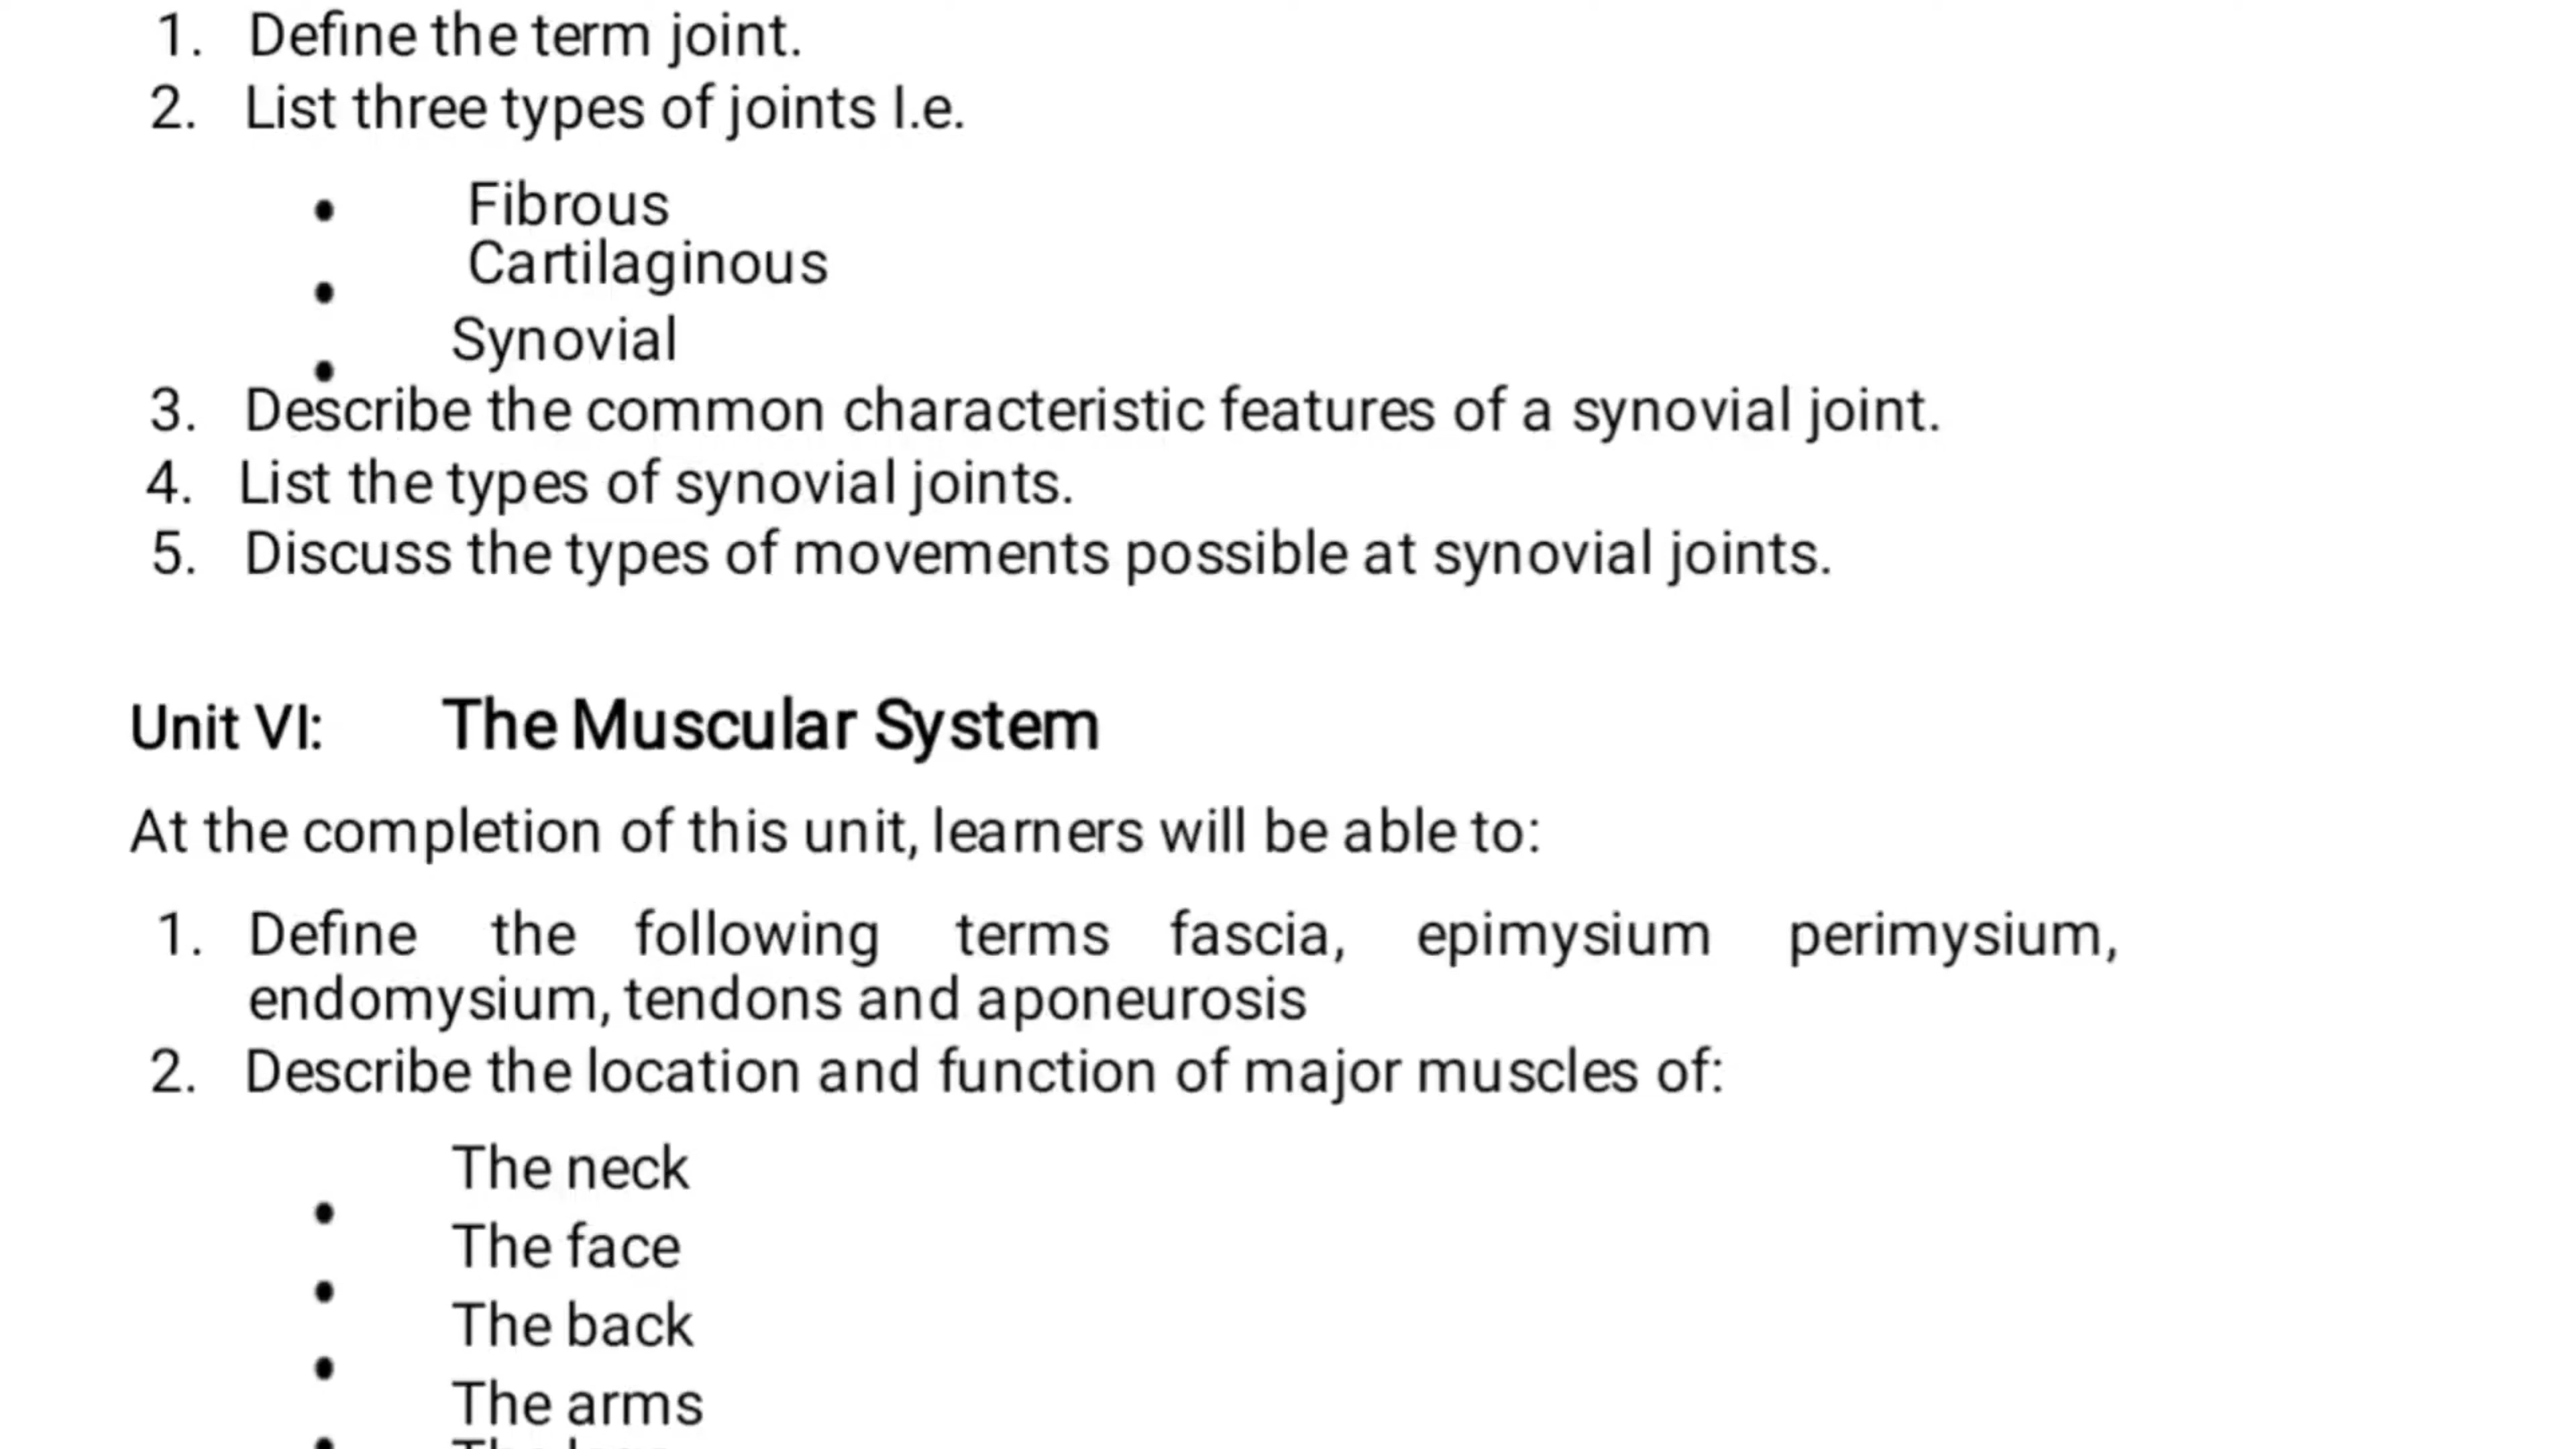 1. Define the term joint.
2. List three types of joints I.e.
• Fibrous
• Cartilaginous
• Synovial
3. Describe the common characteristic features of a synovial joint.
4. List the types of synovial joints.
5. Discuss the types of movements possible at synovial joints.
Unit VI: The Muscular System
At the completion of this unit, learners will be able to:
1. Define the following terms fascia, epimysium perimysium,
endomysium, tendons and aponeurosis
2. Describe the location and function of major muscles of:
• The neck
• The face
• The back
• The arms